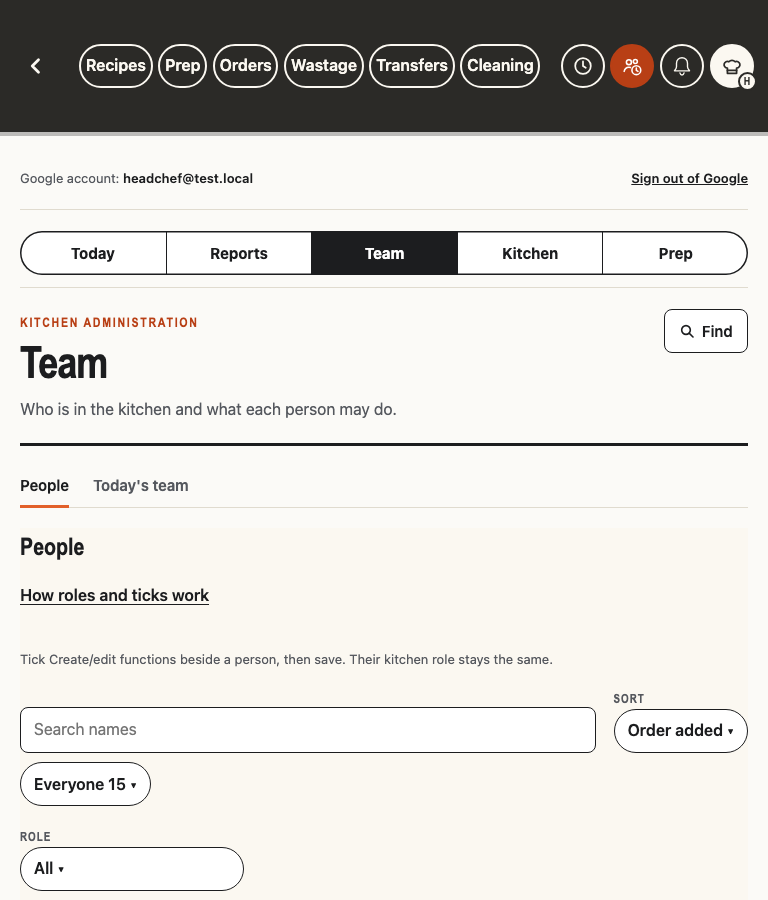 Recipes Prep Orders Wastage Transfers Cleaning
H
Google account: headchef@test.local Sign out of Google
Today Reports Team Kitchen Prep
KITCHEN ADMINISTRATION
Find
Team
Who is in the kitchen and what each person may do.
People Today's team
People
How roles and ticks work
Tick Create/edit functions beside a person, then save. Their kitchen role stays the same.
SORT
Search names Order added ▾
Everyone 15 ▾
ROLE
All ▾